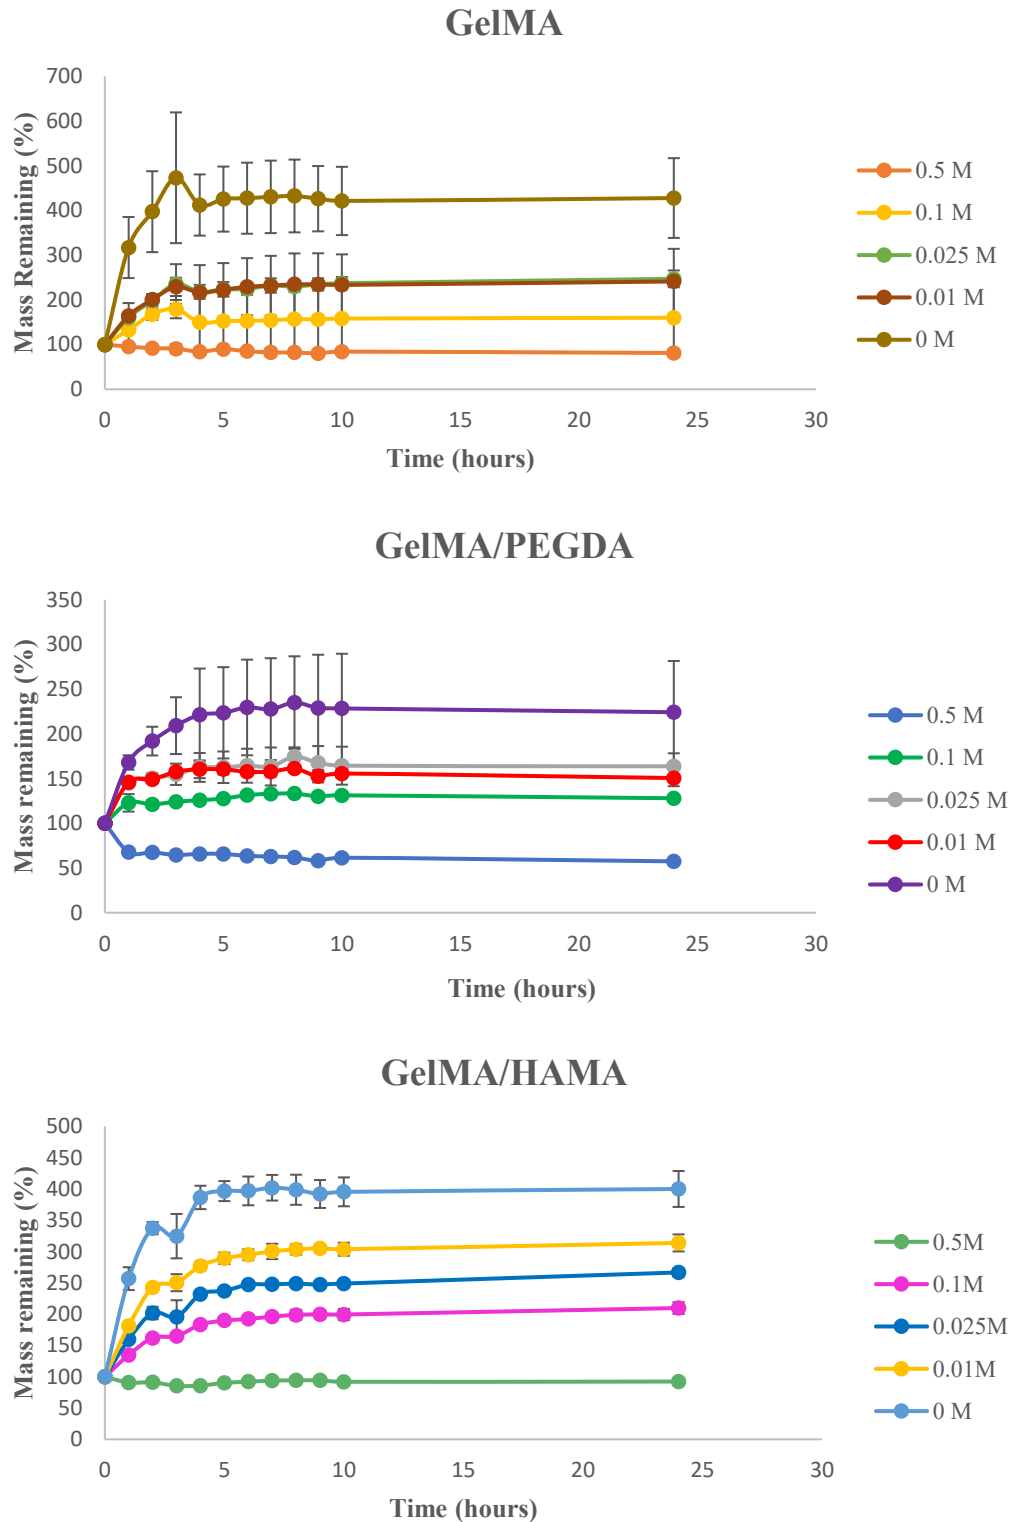 GelMA
Mass Remaining (%)
700
600
500
400
300
200
100
0
0 5 10 15 20 25 30
Time (hours)
0.5 M
0.1 M
0.025 M
0.01 M
0 M
GelMA/PEGDA
Mass remaining (%)
350
300
250
200
150
100
50
0
0 5 10 15 20 25 30
Time (hours)
0.5 M
0.1 M
0.025 M
0.01 M
0 M
GelMA/HAMA
Mass remaining (%)
500
450
400
350
300
250
200
150
100
50
0
0 5 10 15 20 25 30
Time (hours)
0.5M
0.1M
0.025M
0.01M
0 M